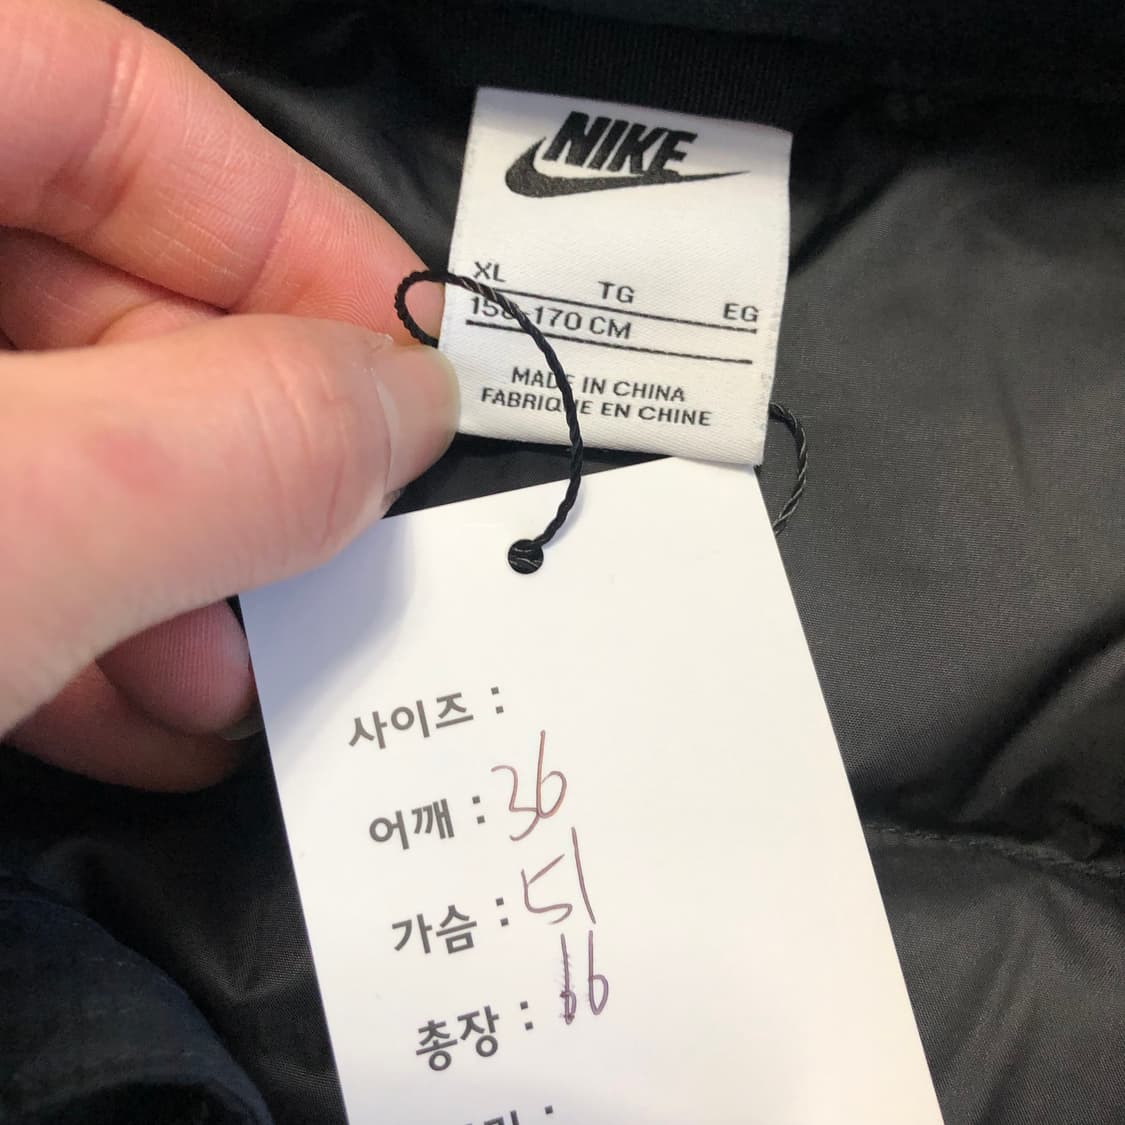 NIKE
XL TG EG
158-170 CM
MADE IN CHINA
FABRIQUE EN CHINE
사이즈 :
어깨 : 36
가슴 : 51
총장 : 66